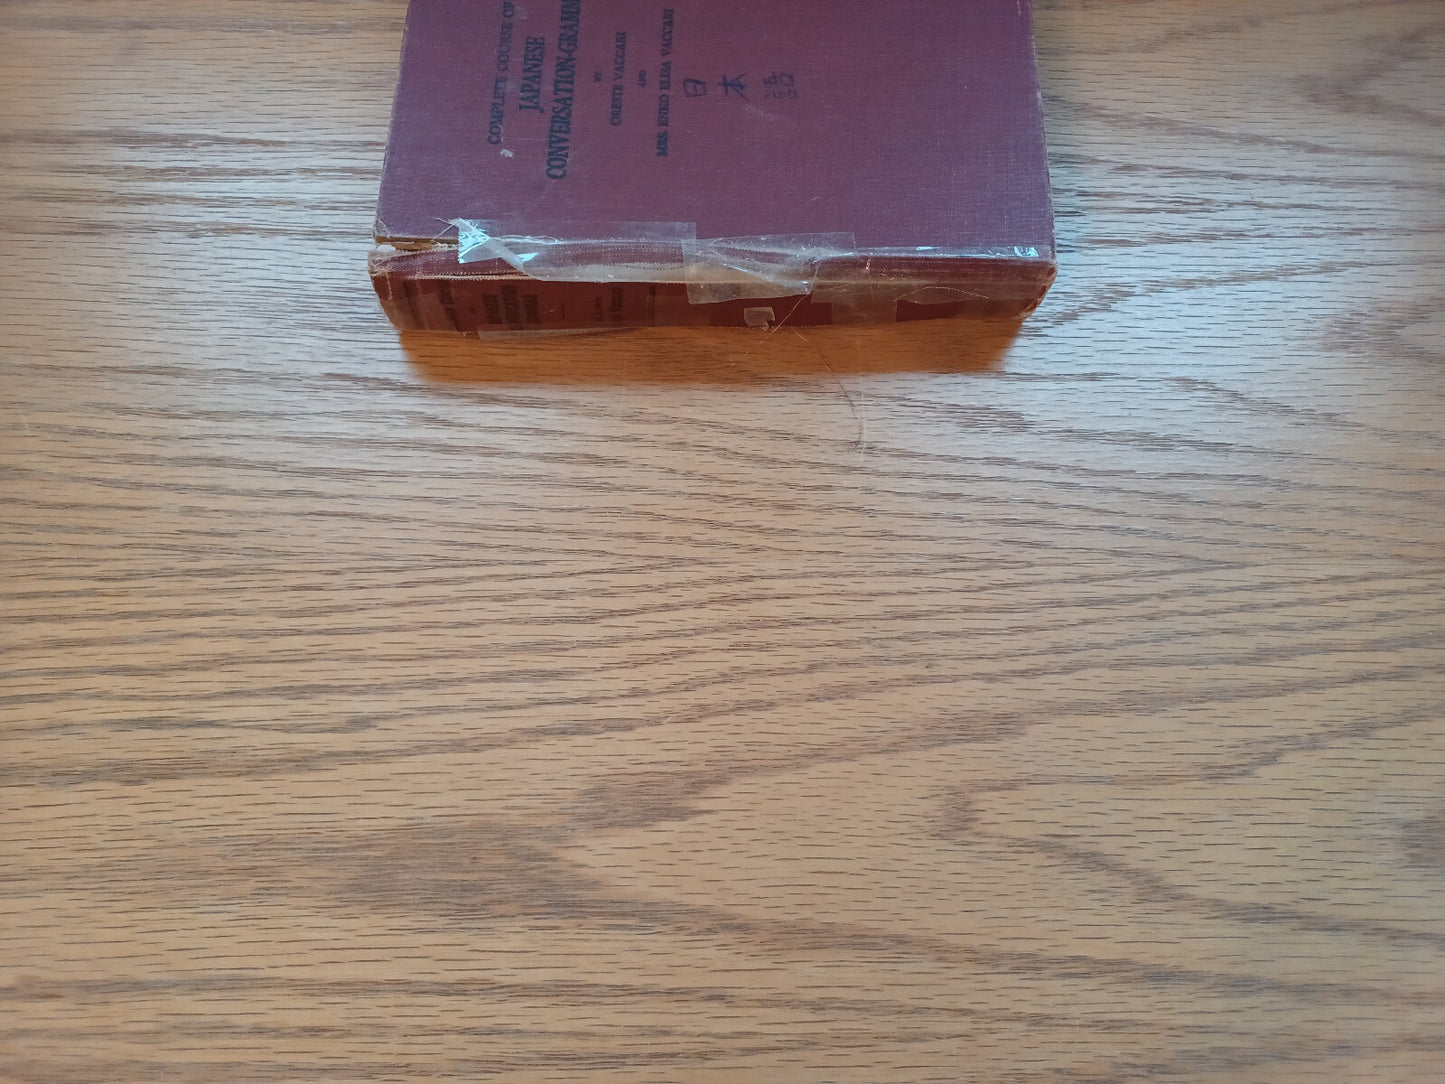 COMPLETE COURSE OF
JAPANESE
CONVERSATION-GRAMM
BY
ORESTE VACCARI
AND
MRS. ENKO ELISA VACCARI
日本語